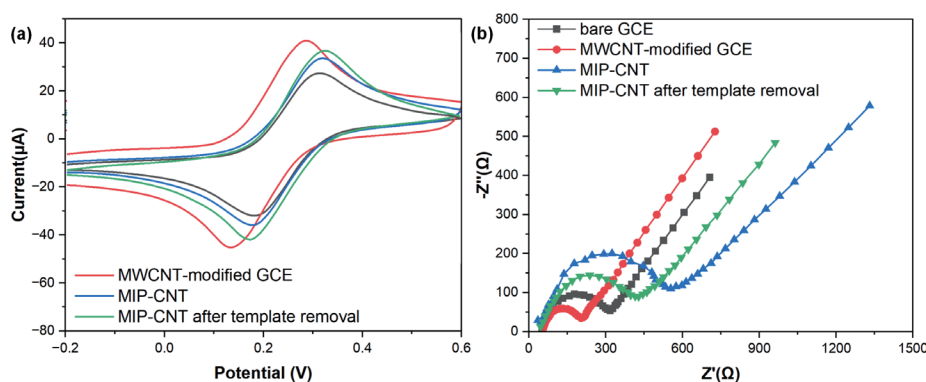 (a)
40
20
0
−20
−40
−60
−80
Current(µA)
MWCNT-modified GCE
MIP-CNT
MIP-CNT after template removal
−0.2
0.0
0.2
0.4
0.6
Potential (V)
(b)
800
700
600
500
400
300
200
100
0
-Z''(Ω)
bare GCE
MWCNT-modified GCE
MIP-CNT
MIP-CNT after template removal
0
300
600
900
1200
1500
Z'(Ω)